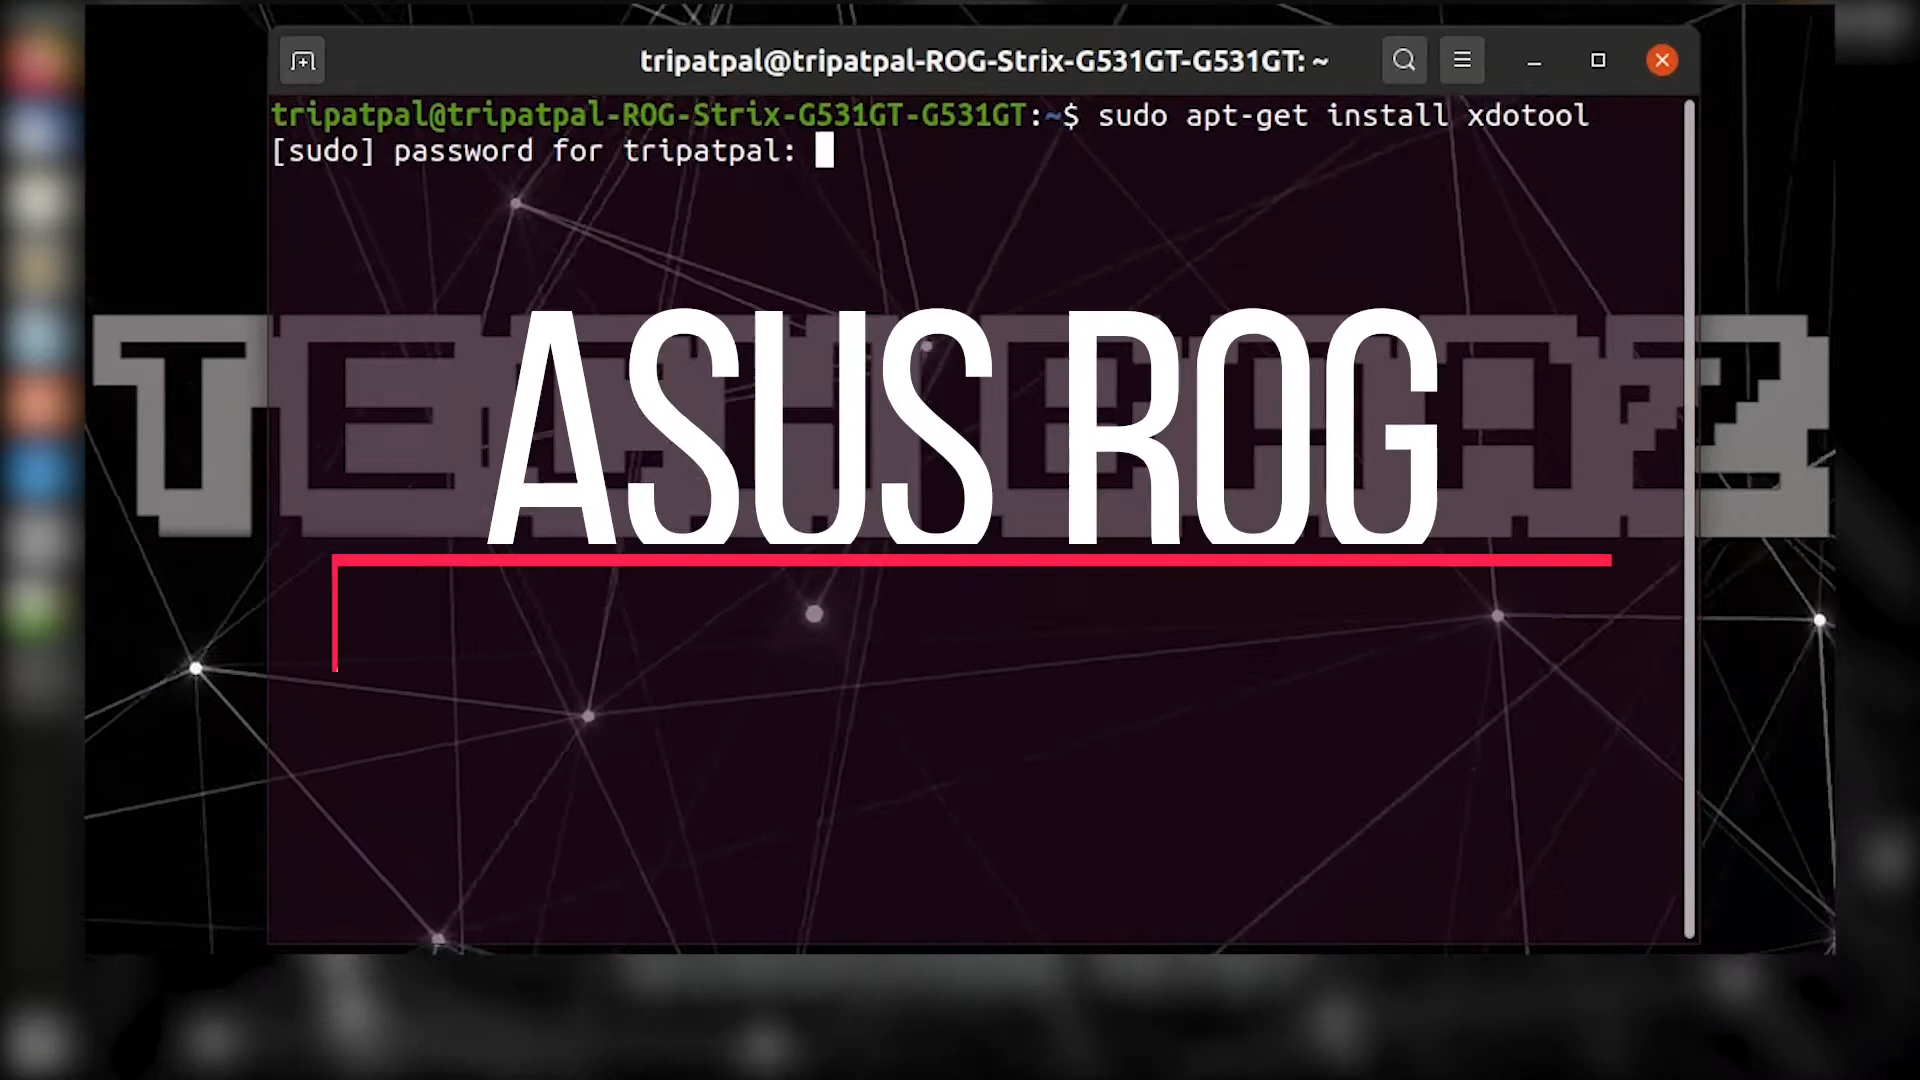 tripatpal@tripatpal-ROG-Strix-G531GT-G531GT: ~
tripatpal@tripatpal-ROG-Strix-G531GT-G531GT:~$ sudo apt-get install xdotool
[sudo] password for tripatpal:
ASUS ROG